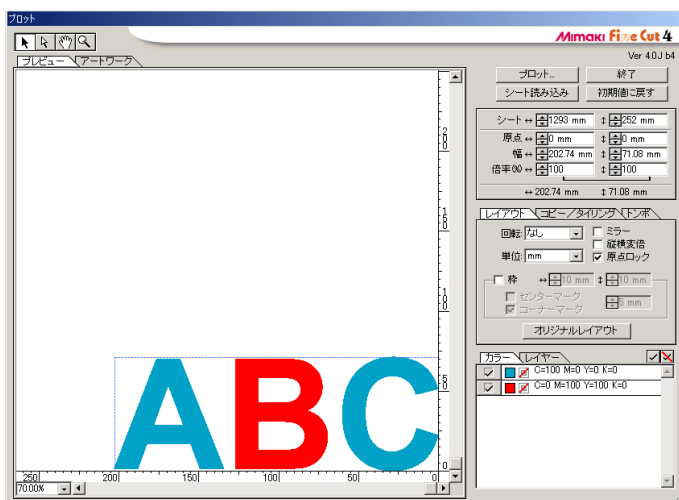 プロット
MIMAKI Fine Cut 4
Ver 4.0J b4
プレビュー アートワーク
プロット.. 終了
シート読み込み 初期値に戻す
シート ↔ 1293 mm ↕ 252 mm
原点 ↔ 0 mm ↕ 0 mm
幅 ↔ 202.74 mm ↕ 71.08 mm
倍率(%) ↔ 100 ↕ 100
↔ 202.74 mm ↕ 71.08 mm
レイアウト コピー/タイリング トンボ
回転: なし ミラー
縦横変倍
単位: mm 原点ロック
枠 ↔ 10 mm ↕ 10 mm
センターマーク 5 mm
コーナーマーク
オリジナルレイアウト
カラー レイヤー
C=100 M=0 Y=0 K=0
C=0 M=100 Y=100 K=0
200
150
100
50
0
ABC
250 200 150 100 50 0
70.00%